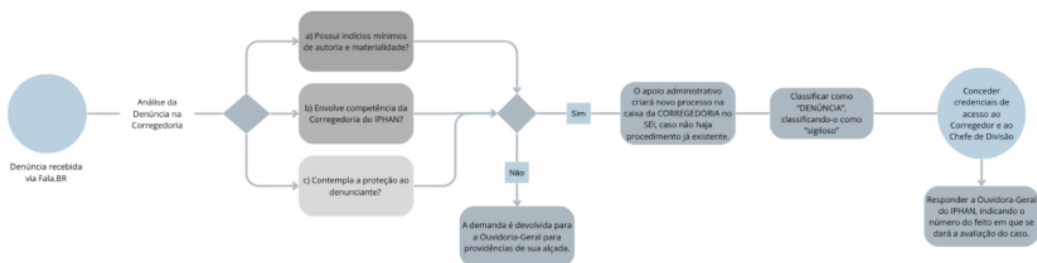 Denúncia recebida
via Fala.BR
Análise da
Denúncia na
Corregedoria
a) Possui indícios mínimos
de autoria e materialidade?
b) Envolve competência da
Corregedoria do IPHAN?
c) Contempla a proteção ao
denunciante?
Sim
Não
A demanda é devolvida para
a Ouvidoria-Geral para
providências de sua alçada.
O apoio administrativo
criará novo processo na
caixa da CORREGEDORIA no
SEI, caso não haja
procedimento já existente.
Classificar como
"DENÚNCIA",
classificando-o como
"sigiloso"
Conceder
credenciais de
acesso ao
Corregedor e ao
Chefe de Divisão
Responder a Ouvidora-Geral
do IPHAN, indicando o
número do feito em que se
dará a avaliação do caso.